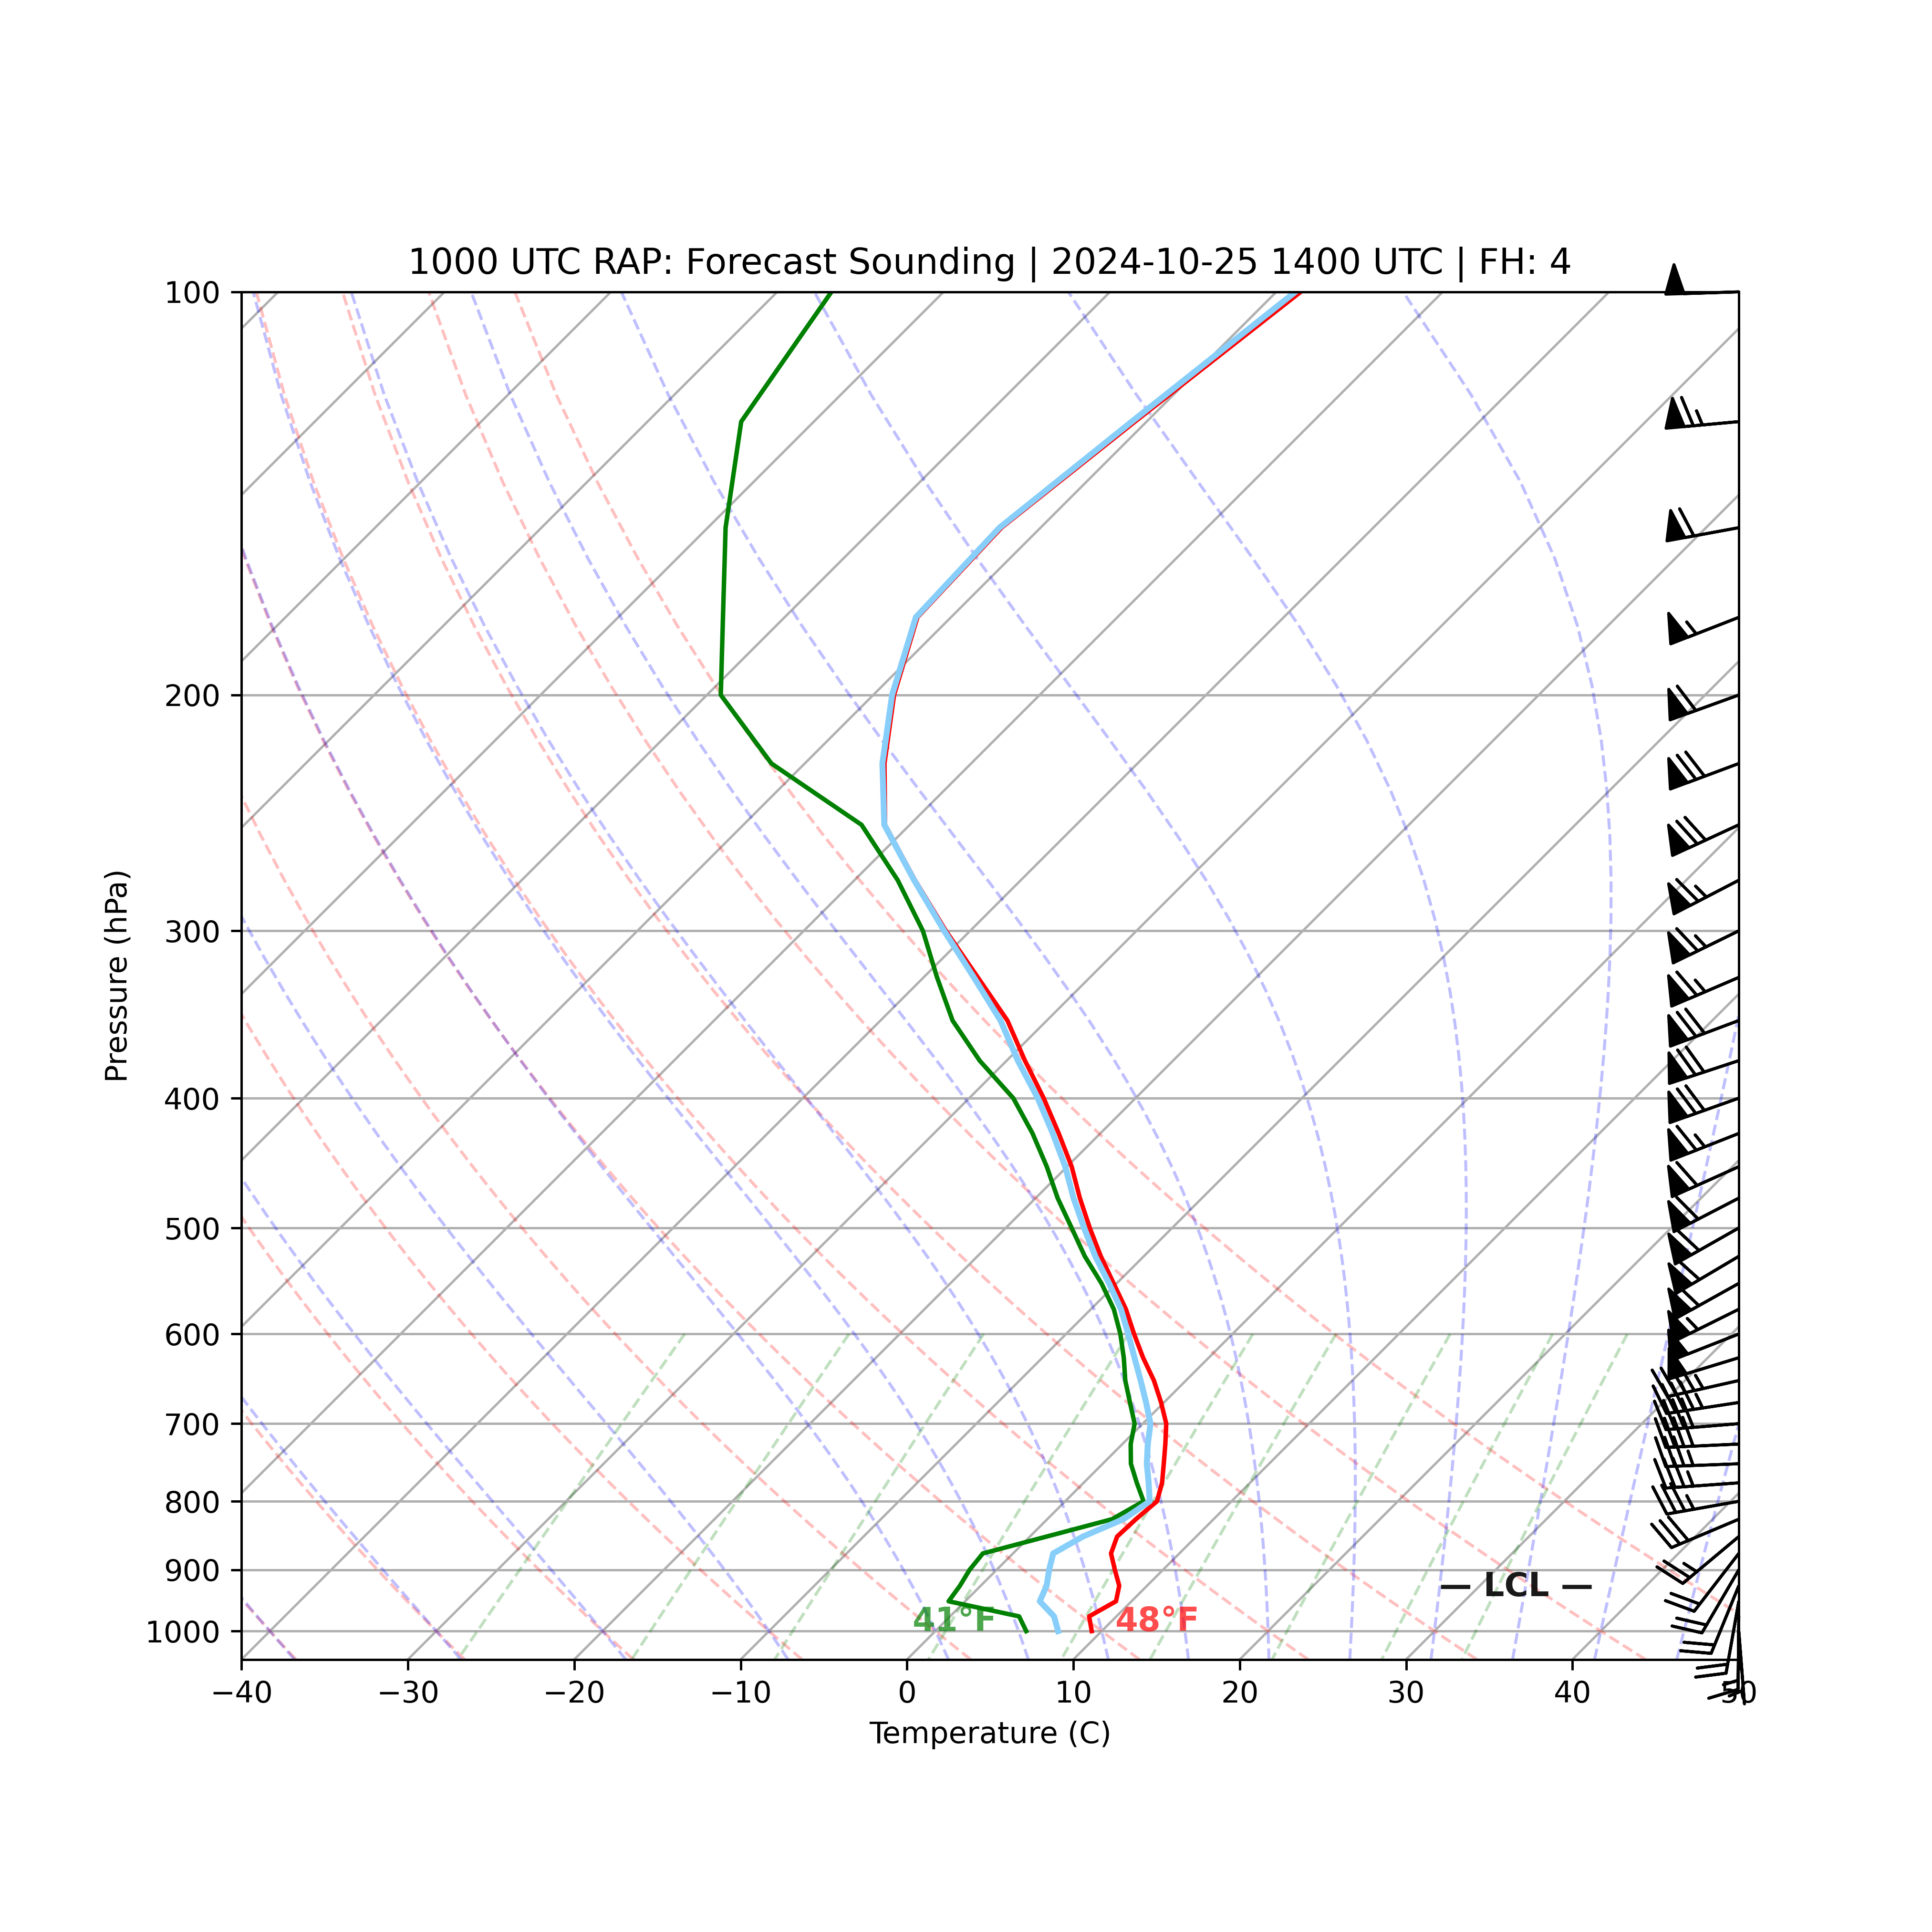 1000 UTC RAP: Forecast Sounding | 2024-10-25 1400 UTC | FH: 4
100
200
300
400
500
600
700
800
900
1000
Pressure (hPa)
— LCL —
41°F
48°F
−40 −30 −20 −10 0 10 20 30 40 50
Temperature (C)